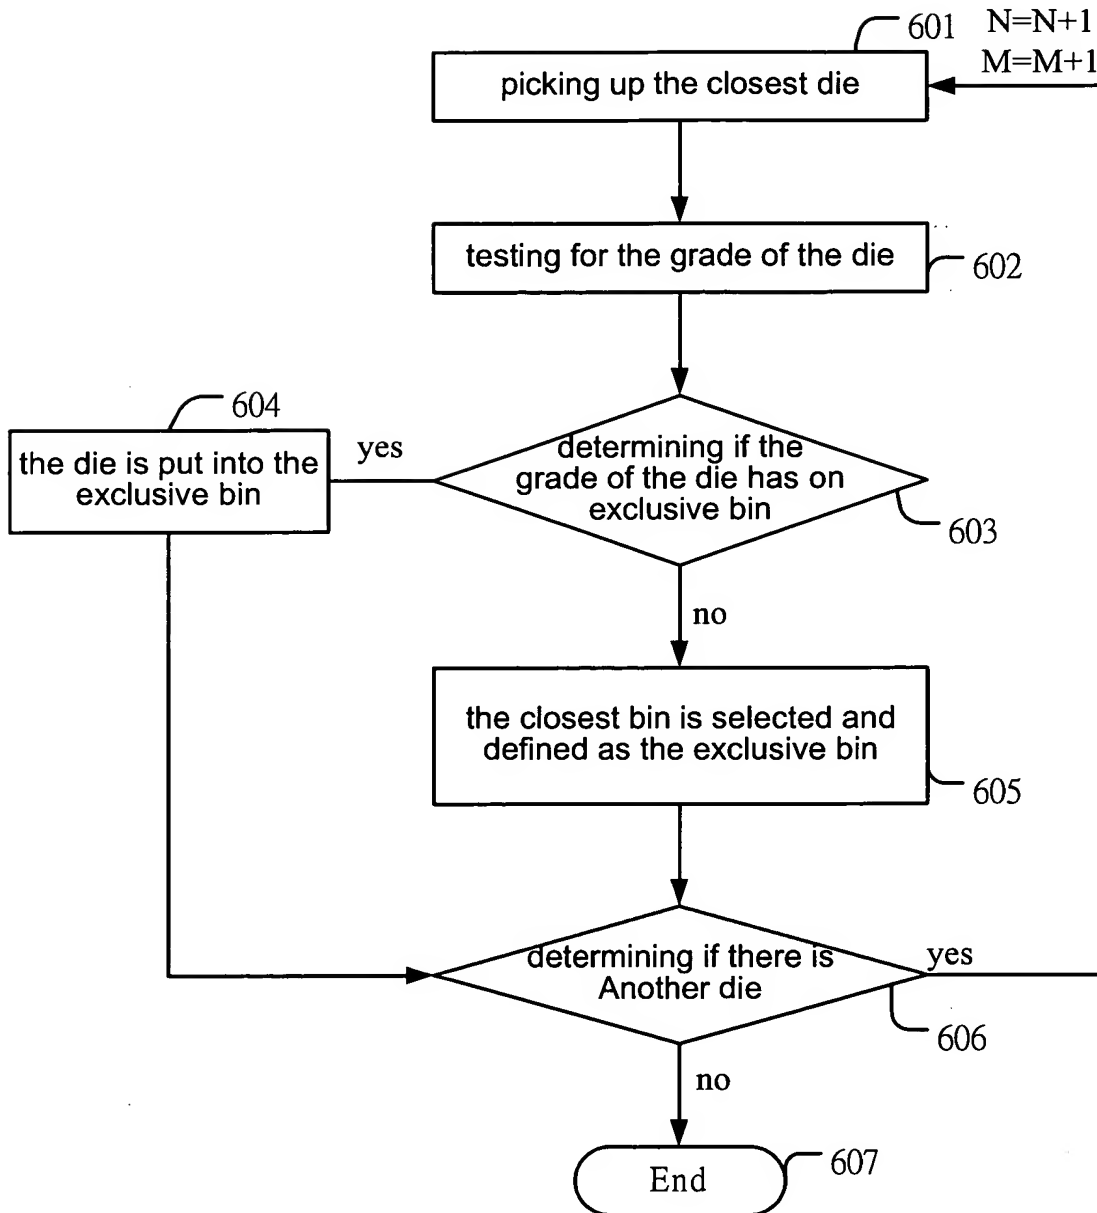 601
N=N+1
M=M+1
picking up the closest die
testing for the grade of the die
602
604
the die is put into the
exclusive bin
yes
determining if the
grade of the die has on
exclusive bin
603
no
the closest bin is selected and
defined as the exclusive bin
605
determining if there is
Another die
yes
606
no
End
607